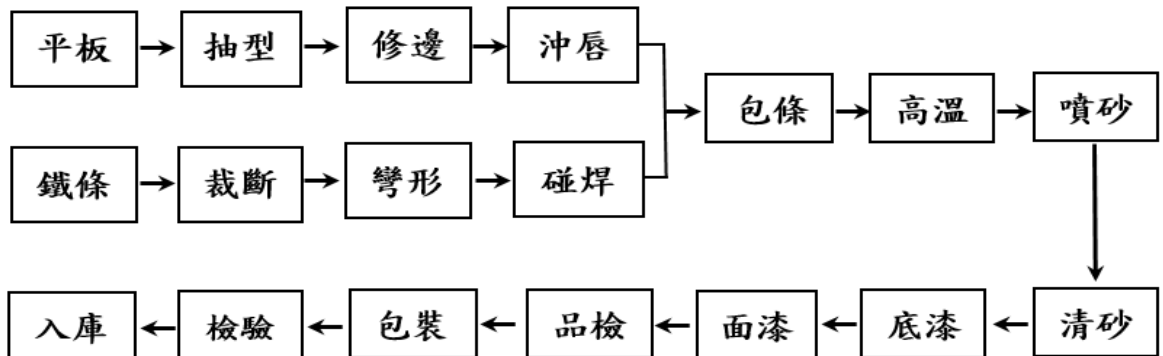 平板 抽型 修邊 沖唇
包條 高溫 噴砂
鐵條 裁斷 彎形 碰焊
入庫 檢驗 包裝 品檢 面漆 底漆 清砂